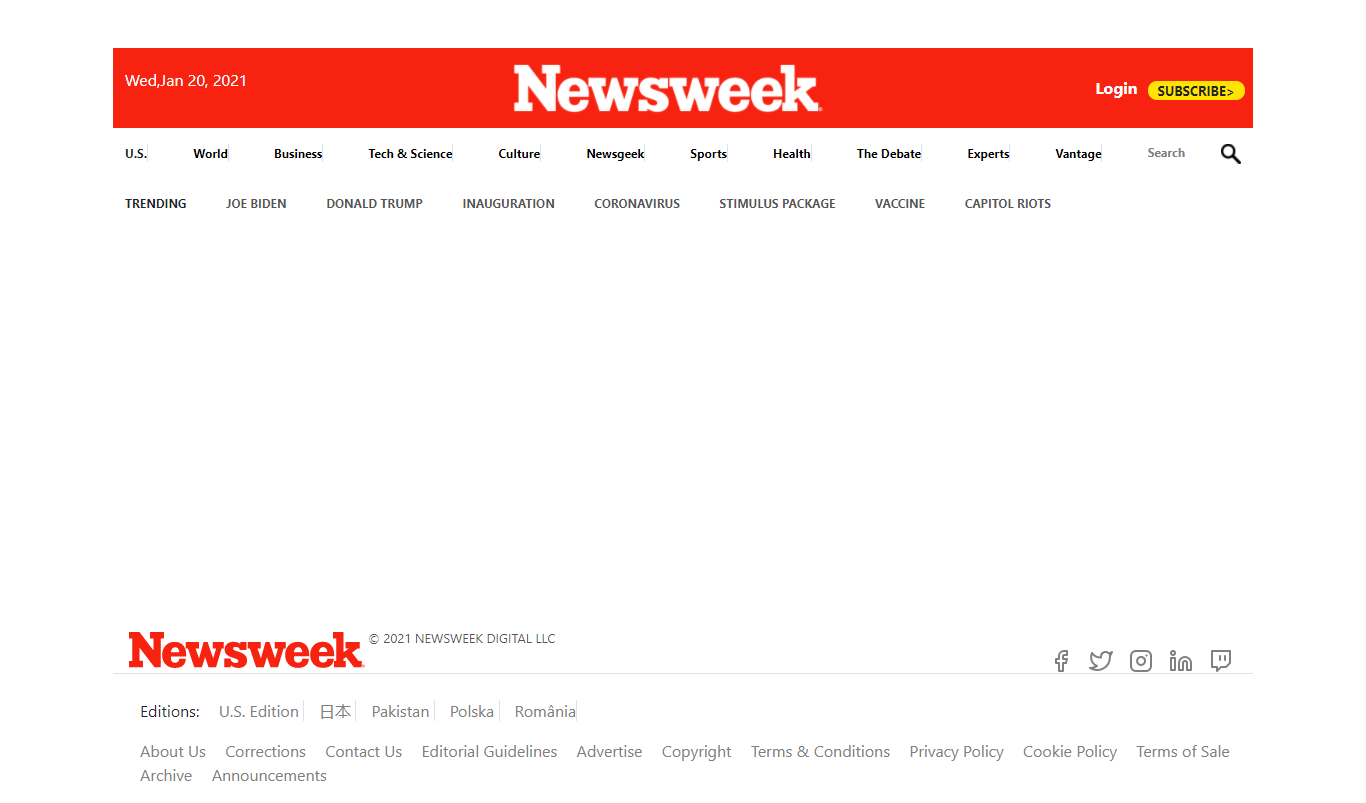 Wed,Jan 20, 2021 Newsweek Login SUBSCRIBE>
U.S. World Business Tech & Science Culture Newsgeek Sports Health The Debate Experts Vantage Search
TRENDING JOE BIDEN DONALD TRUMP INAUGURATION CORONAVIRUS STIMULUS PACKAGE VACCINE CAPITOL RIOTS
Newsweek © 2021 NEWSWEEK DIGITAL LLC
Editions: U.S. Edition 日本 Pakistan Polska România
About Us Corrections Contact Us Editorial Guidelines Advertise Copyright Terms & Conditions Privacy Policy Cookie Policy Terms of Sale
Archive Announcements